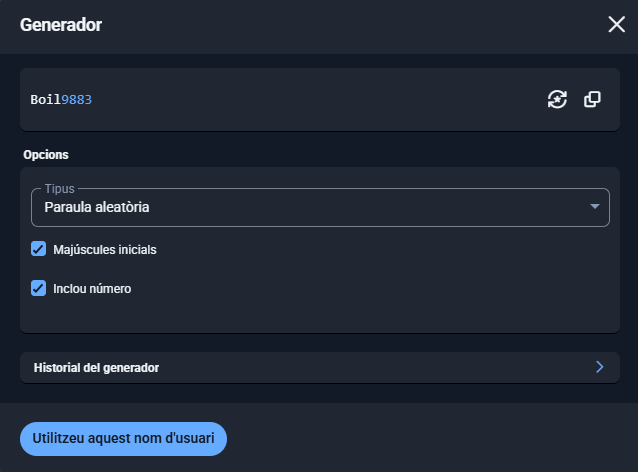 Generador
Boil9883
Opcions
Tipus
Paraula aleatòria
Majúscules inicials
Inclou número
Historial del generador
Utilitzeu aquest nom d'usuari